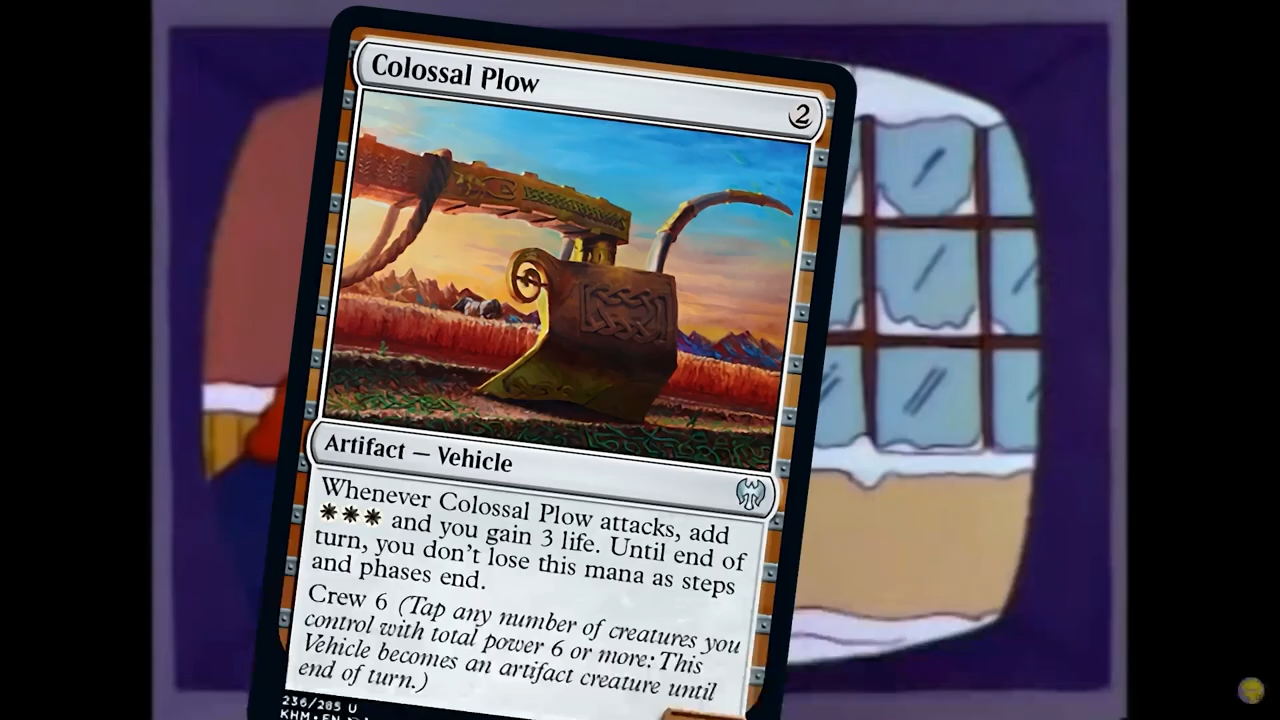 Colossal Plow
2
Artifact — Vehicle
Whenever Colossal Plow attacks, add
and you gain 3 life. Until end of
turn, you don't lose this mana as steps
and phases end.
Crew 6 (Tap any number of creatures you
control with total power 6 or more: This
Vehicle becomes an artifact creature until
end of turn.)
236/285 U
KHM•EN